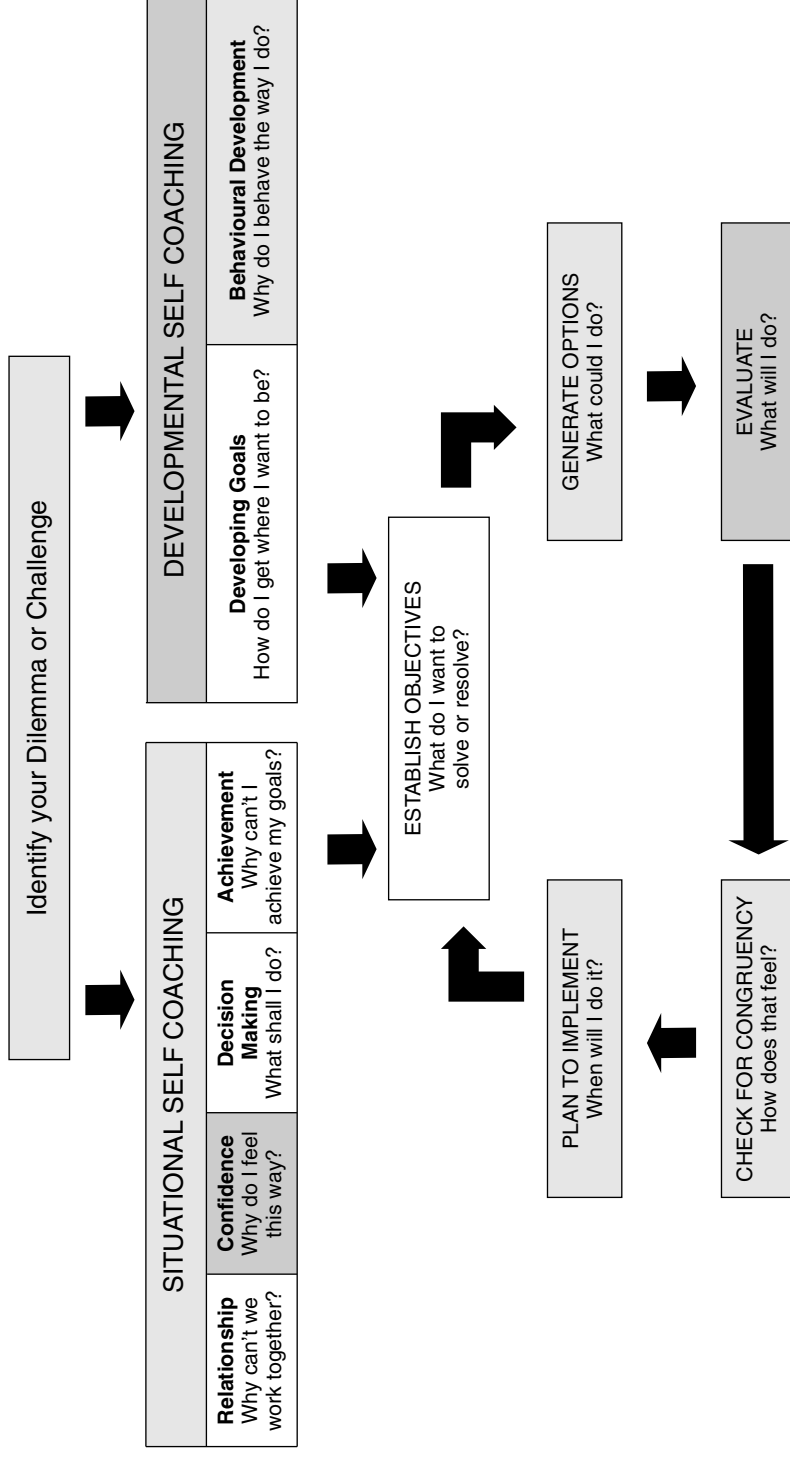 Identify your Dilemma or Challenge
SITUATIONAL SELF COACHING
Relationship
Why can't we
work together?
Confidence
Why do I feel
this way?
Decision
Making
What shall I do?
Achievement
Why can't I
achieve my goals?
DEVELOPMENTAL SELF COACHING
Developing Goals
How do I get where I want to be?
Behavioural Development
Why do I behave the way I do?
ESTABLISH OBJECTIVES
What do I want to
solve or resolve?
GENERATE OPTIONS
What could I do?
EVALUATE
What will I do?
CHECK FOR CONGRUENCY
How does that feel?
PLAN TO IMPLEMENT
When will I do it?